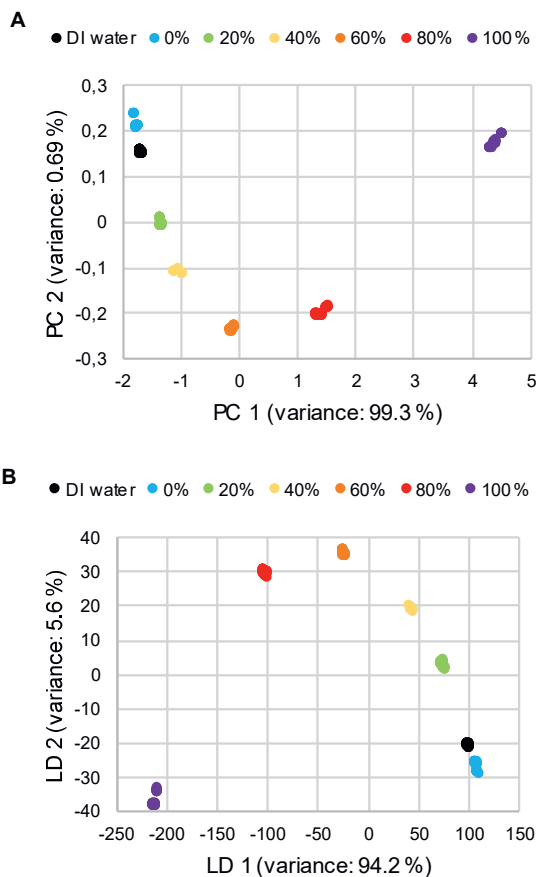 A
DI water 0% 20% 40% 60% 80% 100%
0,3
0,2
0,1
0
-0,1
-0,2
-0,3
PC 2 (variance: 0.69 %)
-2 -1 0 1 2 3 4 5
PC 1 (variance: 99.3 %)
B
DI water 0% 20% 40% 60% 80% 100%
40
30
20
10
0
-10
-20
-30
-40
LD 2 (variance: 5.6 %)
-250 -200 -150 -100 -50 0 50 100 150
LD 1 (variance: 94.2 %)